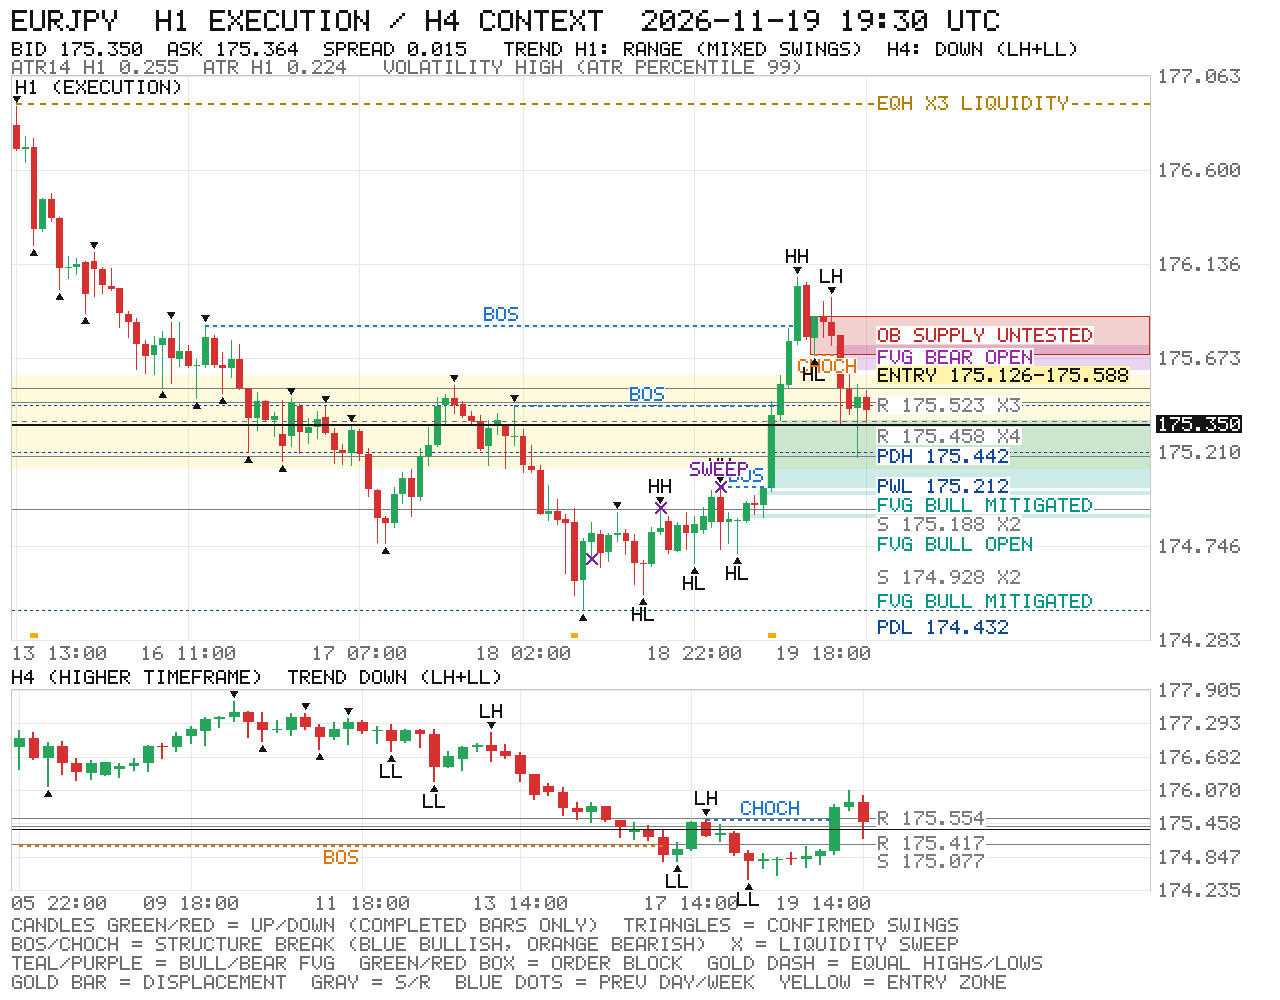 EURJPY  H1 EXECUTION / H4 CONTEXT  2026-11-19 19:30 UTC
BID 175.350  ASK 175.364  SPREAD 0.015   TREND H1: RANGE (MIXED SWINGS)  H4: DOWN (LH+LL)
ATR14 H1 0.255  ATR H1 0.224   VOLATILITY HIGH (ATR PERCENTILE 99)
177.063
H1 (EXECUTION)
EQH X3 LIQUIDITY
176.600
HH
176.136
LH
BOS
OB SUPPLY UNTESTED
FVG BEAR OPEN
175.673
CHOCH
HL
ENTRY 175.126-175.588
BOS
R 175.523 X3
175.350
R 175.458 X4
PDH 175.442
175.210
SWEEP
BOS
HH
PWL 175.212
FVG BULL MITIGATED
S 175.188 X2
FVG BULL OPEN
174.746
HL
HL
S 174.928 X2
FVG BULL MITIGATED
HL
PDL 174.432
174.283
13 13:00  16 11:00  17 07:00  18 02:00  18 22:00  19 18:00
H4 (HIGHER TIMEFRAME)  TREND DOWN (LH+LL)
177.905
LH
177.293
176.682
LL
LL
176.070
LH
CHOCH
R 175.554
175.458
R 175.417
BOS
S 175.077
174.847
LL
174.235
LL
05 22:00  09 18:00  11 18:00  13 14:00  17 14:00  19 14:00
CANDLES GREEN/RED = UP/DOWN (COMPLETED BARS ONLY)  TRIANGLES = CONFIRMED SWINGS
BOS/CHOCH = STRUCTURE BREAK (BLUE BULLISH, ORANGE BEARISH)  X = LIQUIDITY SWEEP
TEAL/PURPLE = BULL/BEAR FVG  GREEN/RED BOX = ORDER BLOCK  GOLD DASH = EQUAL HIGHS/LOWS
GOLD BAR = DISPLACEMENT  GRAY = S/R  BLUE DOTS = PREV DAY/WEEK  YELLOW = ENTRY ZONE